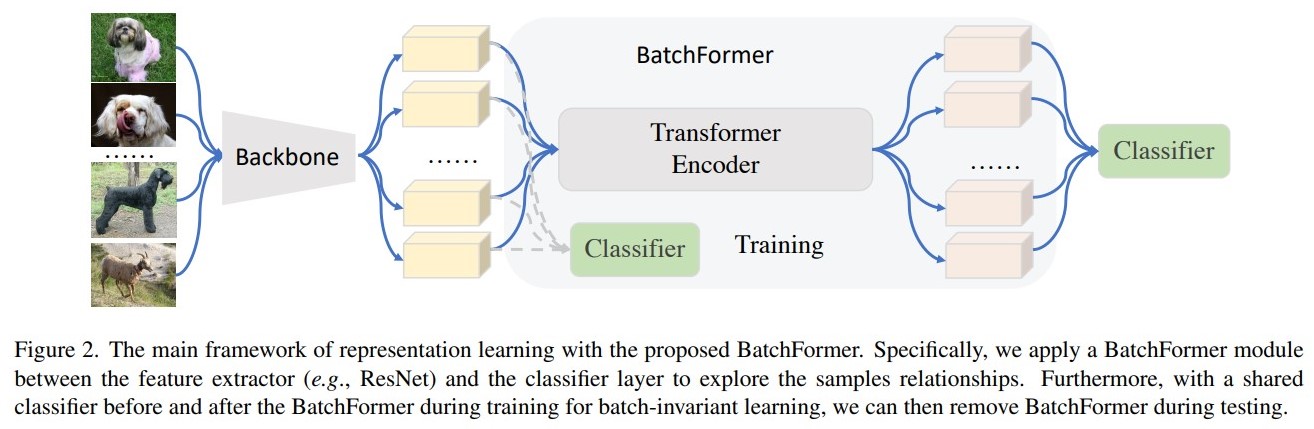 BatchFormer
Backbone
Transformer
Encoder
Classifier
Classifier
Training
......
......
......
Figure 2. The main framework of representation learning with the proposed BatchFormer. Specifically, we apply a BatchFormer module
between the feature extractor (e.g., ResNet) and the classifier layer to explore the samples relationships. Furthermore, with a shared
classifier before and after the BatchFormer during training for batch-invariant learning, we can then remove BatchFormer during testing.